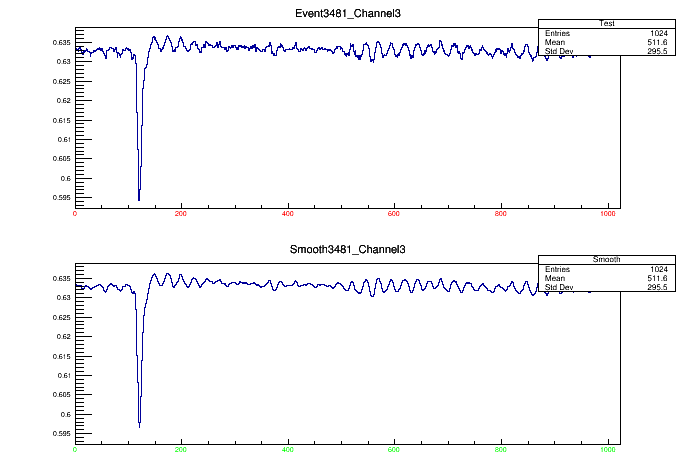 Event3481_Channel3
Test
Entries 1024
Mean 511.6
Std Dev 295.5
0.635
0.63
0.625
0.62
0.615
0.61
0.605
0.6
0.595
0 200 400 600 800 1000
Smooth3481_Channel3
Smooth
Entries 1024
Mean 511.6
Std Dev 295.5
0.635
0.63
0.625
0.62
0.615
0.61
0.605
0.6
0.595
0 200 400 600 800 1000